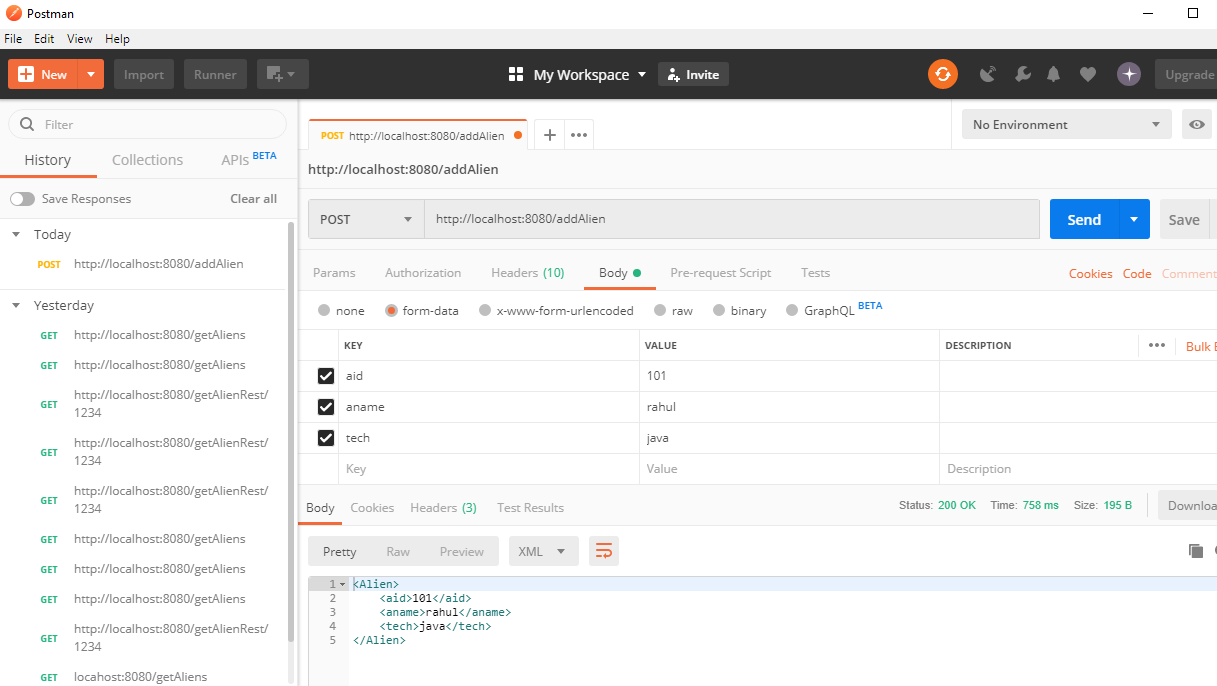 Postman
File Edit View Help
New Import Runner My Workspace Invite Upgrade
Filter
History Collections APIs BETA
Save Responses Clear all
Today
POST http://localhost:8080/addAlien
Yesterday
GET http://localhost:8080/getAliens
GET http://localhost:8080/getAliens
GET http://localhost:8080/getAlienRest/
1234
GET http://localhost:8080/getAlienRest/
1234
GET http://localhost:8080/getAlienRest/
1234
GET http://localhost:8080/getAliens
GET http://localhost:8080/getAliens
GET http://localhost:8080/getAliens
GET http://localhost:8080/getAlienRest/
1234
GET locahost:8080/getAliens
POST http://localhost:8080/addAlien
No Environment
http://localhost:8080/addAlien
POST http://localhost:8080/addAlien Send Save
Params Authorization Headers (10) Body Pre-request Script Tests Cookies Code Comment
none form-data x-www-form-urlencoded raw binary GraphQL BETA
KEY VALUE DESCRIPTION Bulk E
aid 101
aname rahul
tech java
Key Value Description
Body Cookies Headers (3) Test Results Status: 200 OK Time: 758 ms Size: 195 B Downloa
Pretty Raw Preview XML
1 <Alien>
2 <aid>101</aid>
3 <aname>rahul</aname>
4 <tech>java</tech>
5 </Alien>